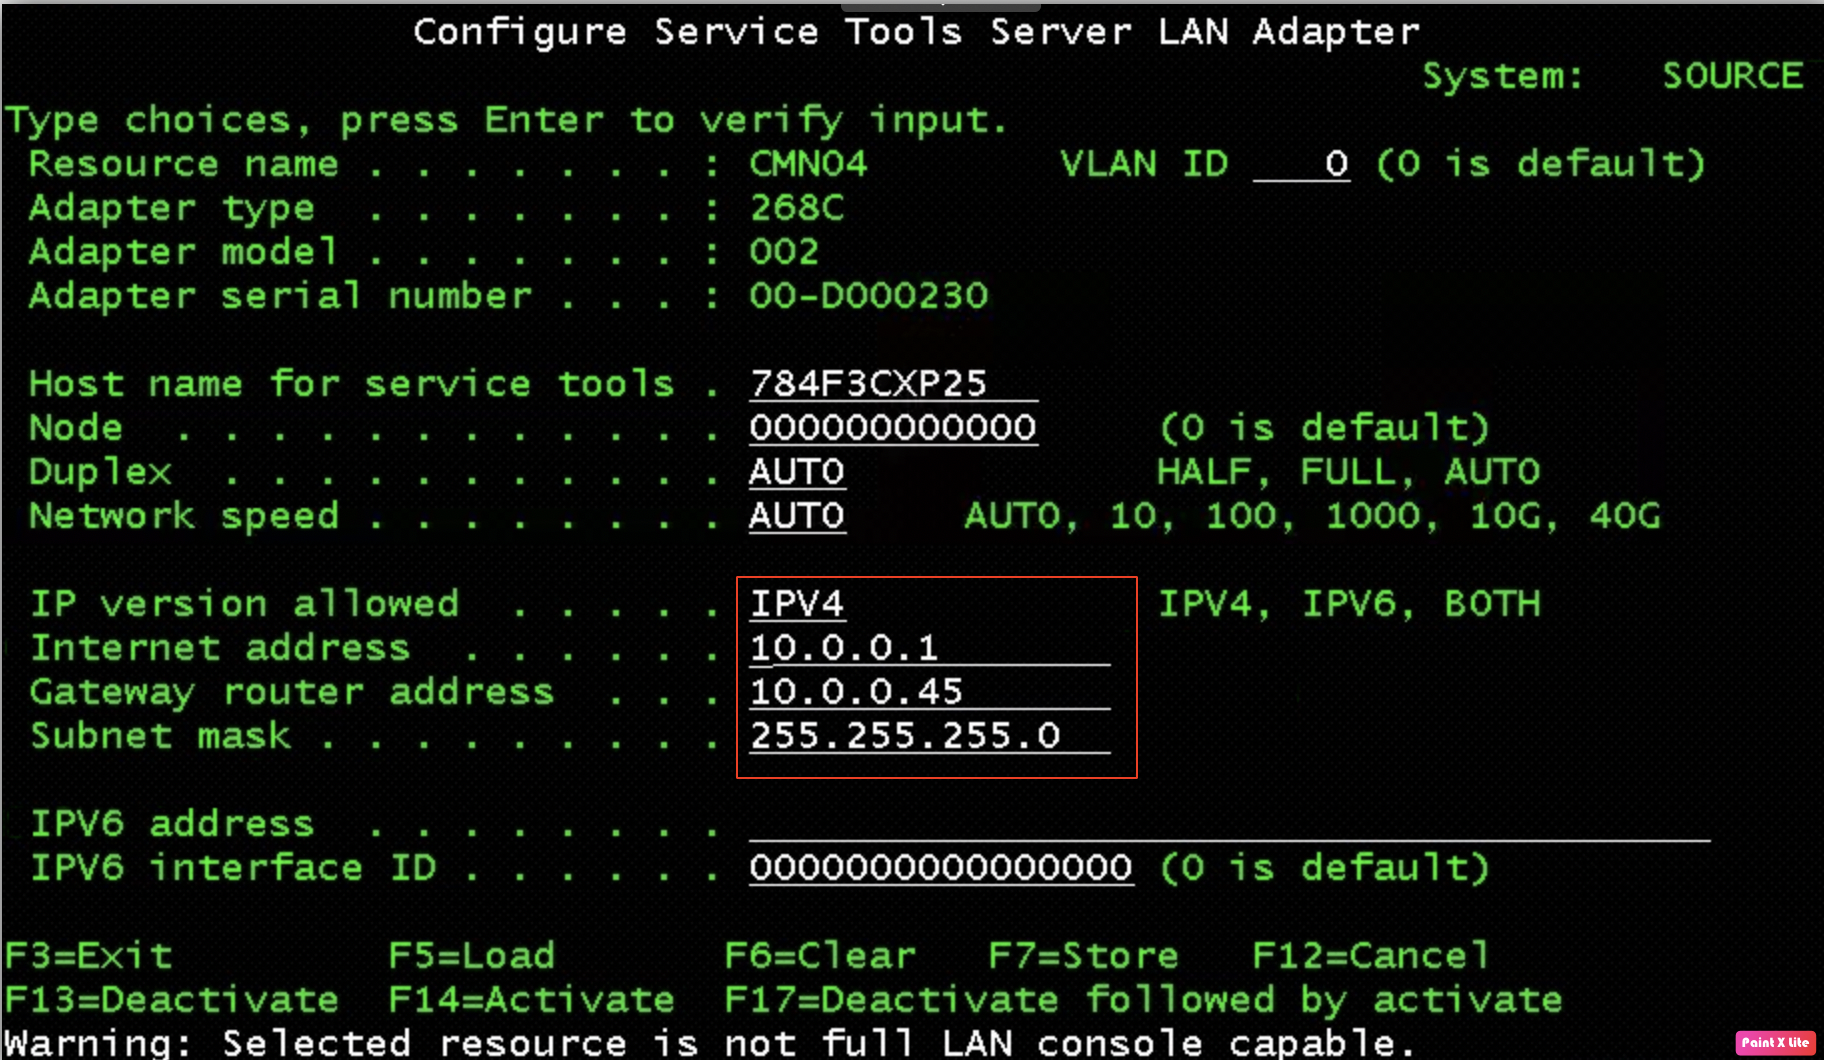 Configure Service Tools Server LAN Adapter
System: SOURCE
Type choices, press Enter to verify input.
Resource name . . . . . . . : CMN04 VLAN ID 0 (0 is default)
Adapter type . . . . . . . : 268C
Adapter model . . . . . . . : 002
Adapter serial number . . . : 00-D000230
Host name for service tools . 784F3CXP25
Node . . . . . . . . . . . . 000000000000 (0 is default)
Duplex . . . . . . . . . . . AUTO HALF, FULL, AUTO
Network speed . . . . . . . . AUTO AUTO, 10, 100, 1000, 10G, 40G
IP version allowed . . . . . IPV4 IPV4, IPV6, BOTH
Internet address . . . . . . 10.0.0.1
Gateway router address . . . 10.0.0.45
Subnet mask . . . . . . . . . 255.255.255.0
IPV6 address . . . . . . . .
IPV6 interface ID . . . . . . 0000000000000000 (0 is default)
F3=Exit F5=Load F6=Clear F7=Store F12=Cancel
F13=Deactivate F14=Activate F17=Deactivate followed by activate
Warning: Selected resource is not full LAN console capable.
Paint X Lite